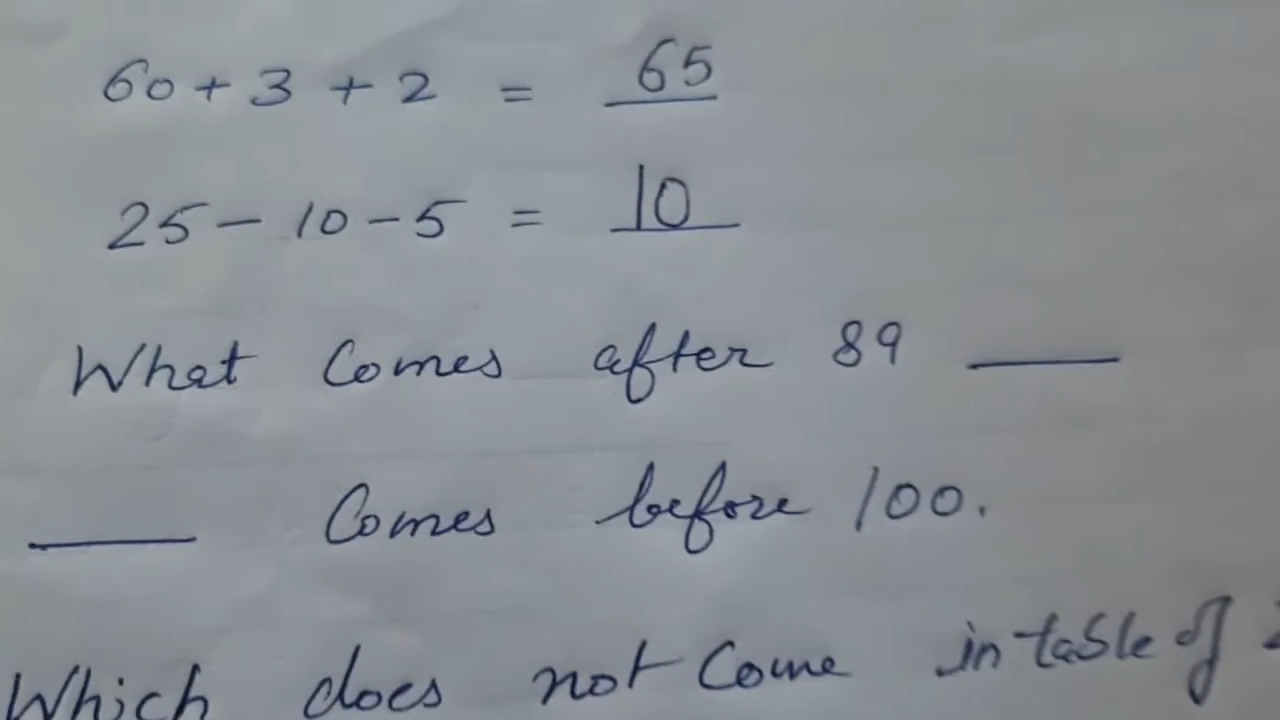 60 + 3 + 2 = 65
25 - 10 - 5 = 10
What Comes after 89 ____
____ Comes before 100.
Which does not Come in table of